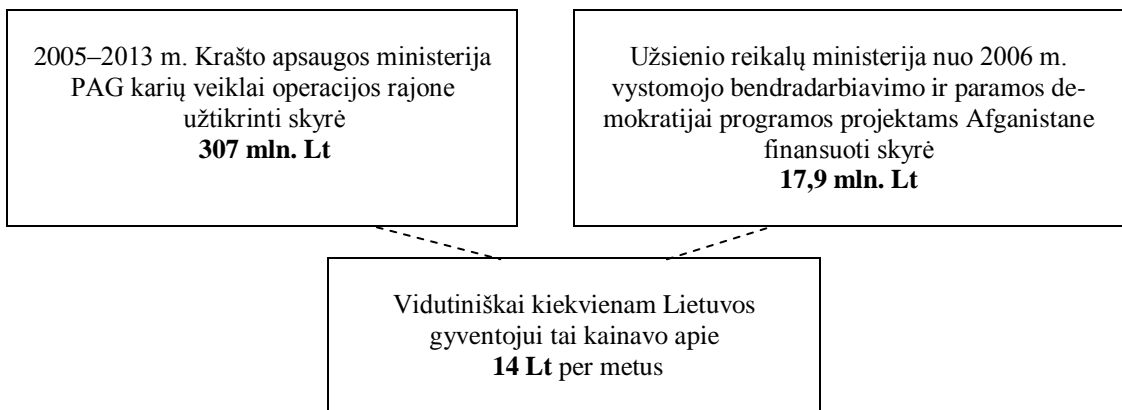 2005–2013 m. Krašto apsaugos ministerija
PAG karių veiklai operacijos rajone
užtikrinti skyrė
307 mln. Lt
Užsienio reikalų ministerija nuo 2006 m.
vystomojo bendradarbiavimo ir paramos de-
mokratijai programos projektams Afganistane
finansuoti skyrė
17,9 mln. Lt
Vidutiniškai kiekvienam Lietuvos
gyventojui tai kainavo apie
14 Lt per metus